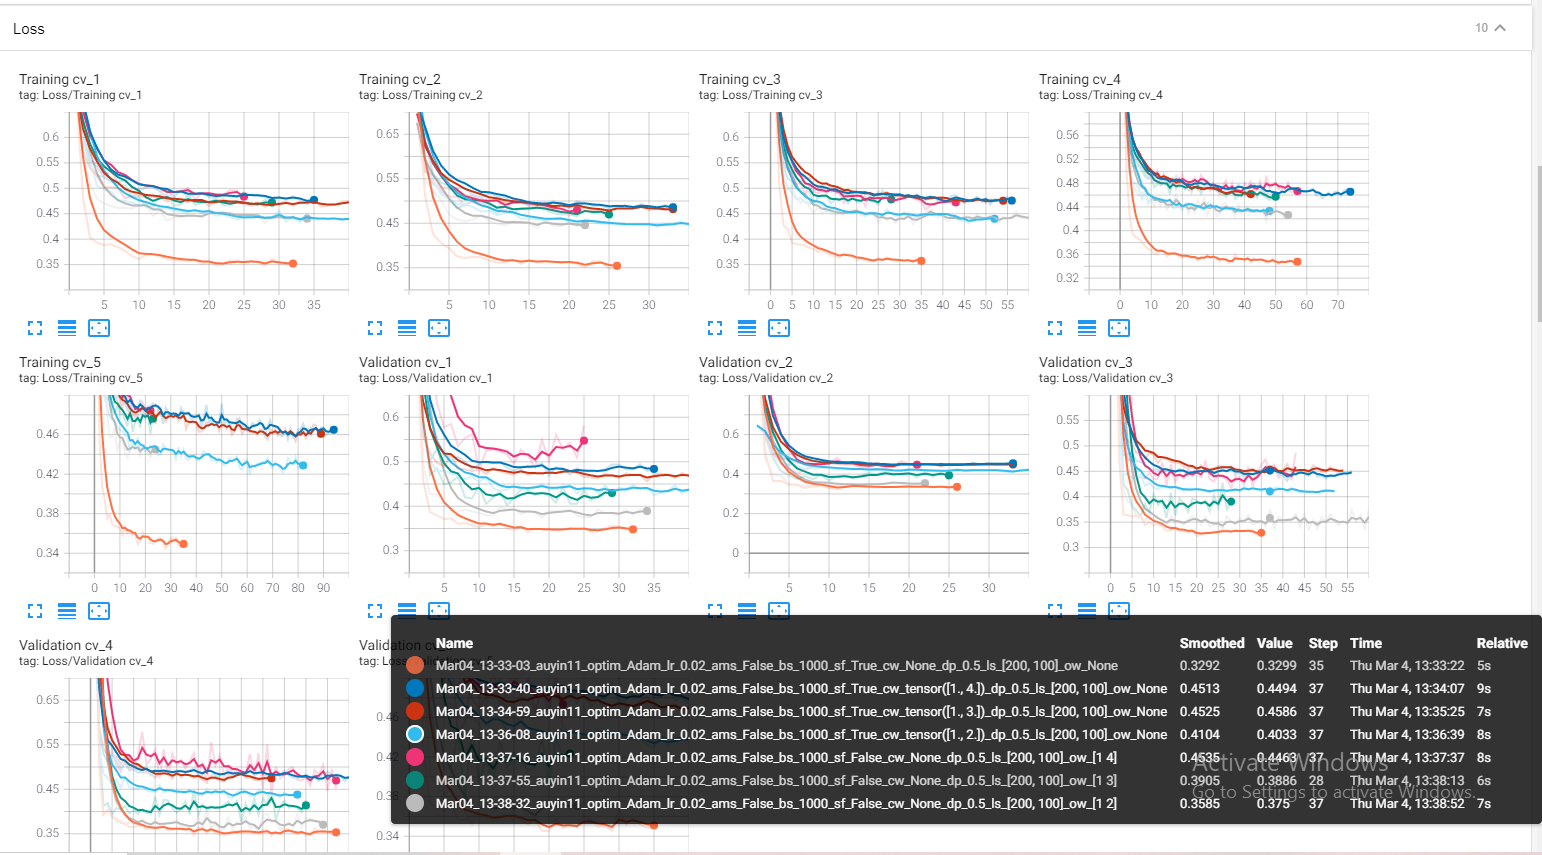 Loss
10
Training cv_1
tag: Loss/Training cv_1
0.6
0.55
0.5
0.45
0.4
0.35
5 10 15 20 25 30 35
Training cv_2
tag: Loss/Training cv_2
0.65
0.55
0.45
0.35
5 10 15 20 25 30
Training cv_3
tag: Loss/Training cv_3
0.6
0.55
0.5
0.45
0.4
0.35
0 5 10 15 20 25 30 35 40 45 50 55
Training cv_4
tag: Loss/Training cv_4
0.56
0.52
0.48
0.44
0.4
0.36
0.32
0 10 20 30 40 50 60 70
Training cv_5
tag: Loss/Training cv_5
0.46
0.42
0.38
0.34
0 10 20 30 40 50 60 70 80 90
Validation cv_1
tag: Loss/Validation cv_1
0.6
0.5
0.4
0.3
5 10 15 20 25 30 35
Validation cv_2
tag: Loss/Validation cv_2
0.6
0.4
0.2
0
5 10 15 20 25 30
Validation cv_3
tag: Loss/Validation cv_3
0.55
0.5
0.45
0.4
0.35
0.3
0 5 10 15 20 25 30 35 40 45 50 55
Validation cv_4
tag: Loss/Validation cv_4
0.65
0.55
0.45
0.35
0.46
0.42
0.38
0.34
Name Smoothed Value Step Time Relative
Mar04_13-33-03_auyin11_optim_Adam_lr_0.02_ams_False_bs_1000_sf_True_cw_None_dp_0.5_ls_[200, 100]_ow_None 0.3292 0.3299 35 Thu Mar 4, 13:33:22 5s
Mar04_13-33-40_auyin11_optim_Adam_lr_0.02_ams_False_bs_1000_sf_True_cw_tensor([1., 4.])_dp_0.5_ls_[200, 100]_ow_None 0.4513 0.4494 37 Thu Mar 4, 13:34:07 9s
Mar04_13-34-59_auyin11_optim_Adam_lr_0.02_ams_False_bs_1000_sf_True_cw_tensor([1., 3.])_dp_0.5_ls_[200, 100]_ow_None 0.4525 0.4586 37 Thu Mar 4, 13:35:25 7s
Mar04_13-36-08_auyin11_optim_Adam_lr_0.02_ams_False_bs_1000_sf_True_cw_tensor([1., 2.])_dp_0.5_ls_[200, 100]_ow_None 0.4104 0.4033 37 Thu Mar 4, 13:36:39 8s
Mar04_13-37-16_auyin11_optim_Adam_lr_0.02_ams_False_bs_1000_sf_False_cw_None_dp_0.5_ls_[200, 100]_ow_[1 4] 0.4535 0.4463 37 Thu Mar 4, 13:37:37 8s
Mar04_13-37-55_auyin11_optim_Adam_lr_0.02_ams_False_bs_1000_sf_False_cw_None_dp_0.5_ls_[200, 100]_ow_[1 3] 0.3905 0.3886 28 Thu Mar 4, 13:38:13 6s
Mar04_13-38-32_auyin11_optim_Adam_lr_0.02_ams_False_bs_1000_sf_False_cw_None_dp_0.5_ls_[200, 100]_ow_[1 2] 0.3585 0.375 37 Thu Mar 4, 13:38:52 7s
Activate Windows
Go to Settings to activate Windows.